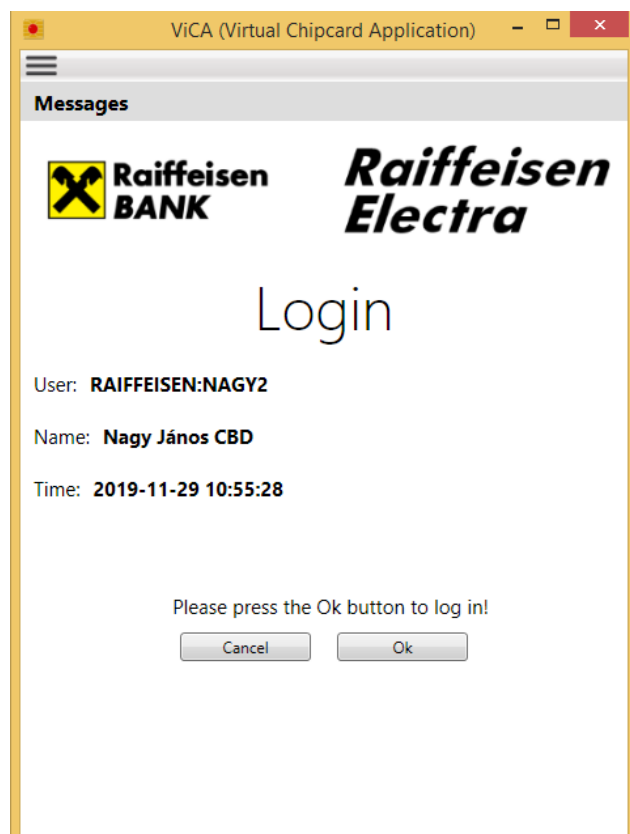 ViCA (Virtual Chipcard Application)
Messages
Raiffeisen
BANK
Raiffeisen
Electra
Login
User: RAIFFEISEN:NAGY2
Name: Nagy János CBD
Time: 2019-11-29 10:55:28
Please press the Ok button to log in!
Cancel Ok